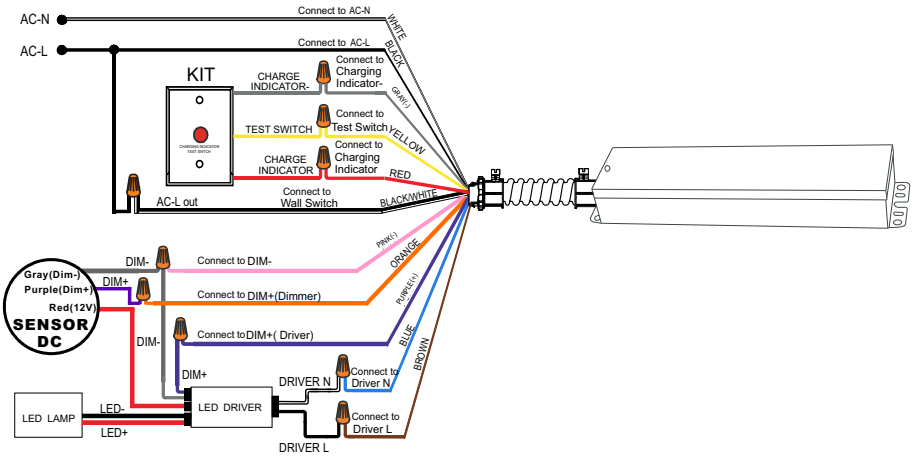 AC-N
Connect to AC-N
WHITE
AC-L
Connect to AC-L
BLACK
KIT
CHARGE
INDICATOR-
Connect to
Charging
Indicator-
GRAY(-)
TEST SWITCH
Connect to
Test Switch
YELLOW
CHARGING INDICATOR
TEST SWITCH
CHARGE
INDICATOR
Connect to
Charging
Indicator
RED
AC-L out
Connect to
Wall Switch
BLACK/WHITE
PINK(-)
ORANGE
DIM-
Connect to DIM-
Gray(Dim-)
Purple(Dim+)
DIM+
Connect to DIM+(Dimmer)
PURPLE(+)
Red(12V)
SENSOR
DC
DIM-
Connect to DIM+( Driver)
BLUE
BROWN
DIM+
DRIVER N
Connect to
Driver N
LED DRIVER
LED LAMP
LED-
LED+
Connect to
Driver L
DRIVER L